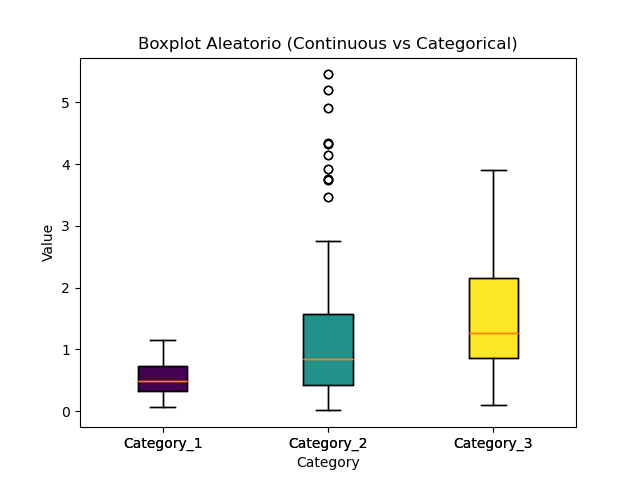 Boxplot Aleatorio (Continuous vs Categorical)
5
4
3
2
1
0
Value
Category_1
Category_2
Category_3
Category